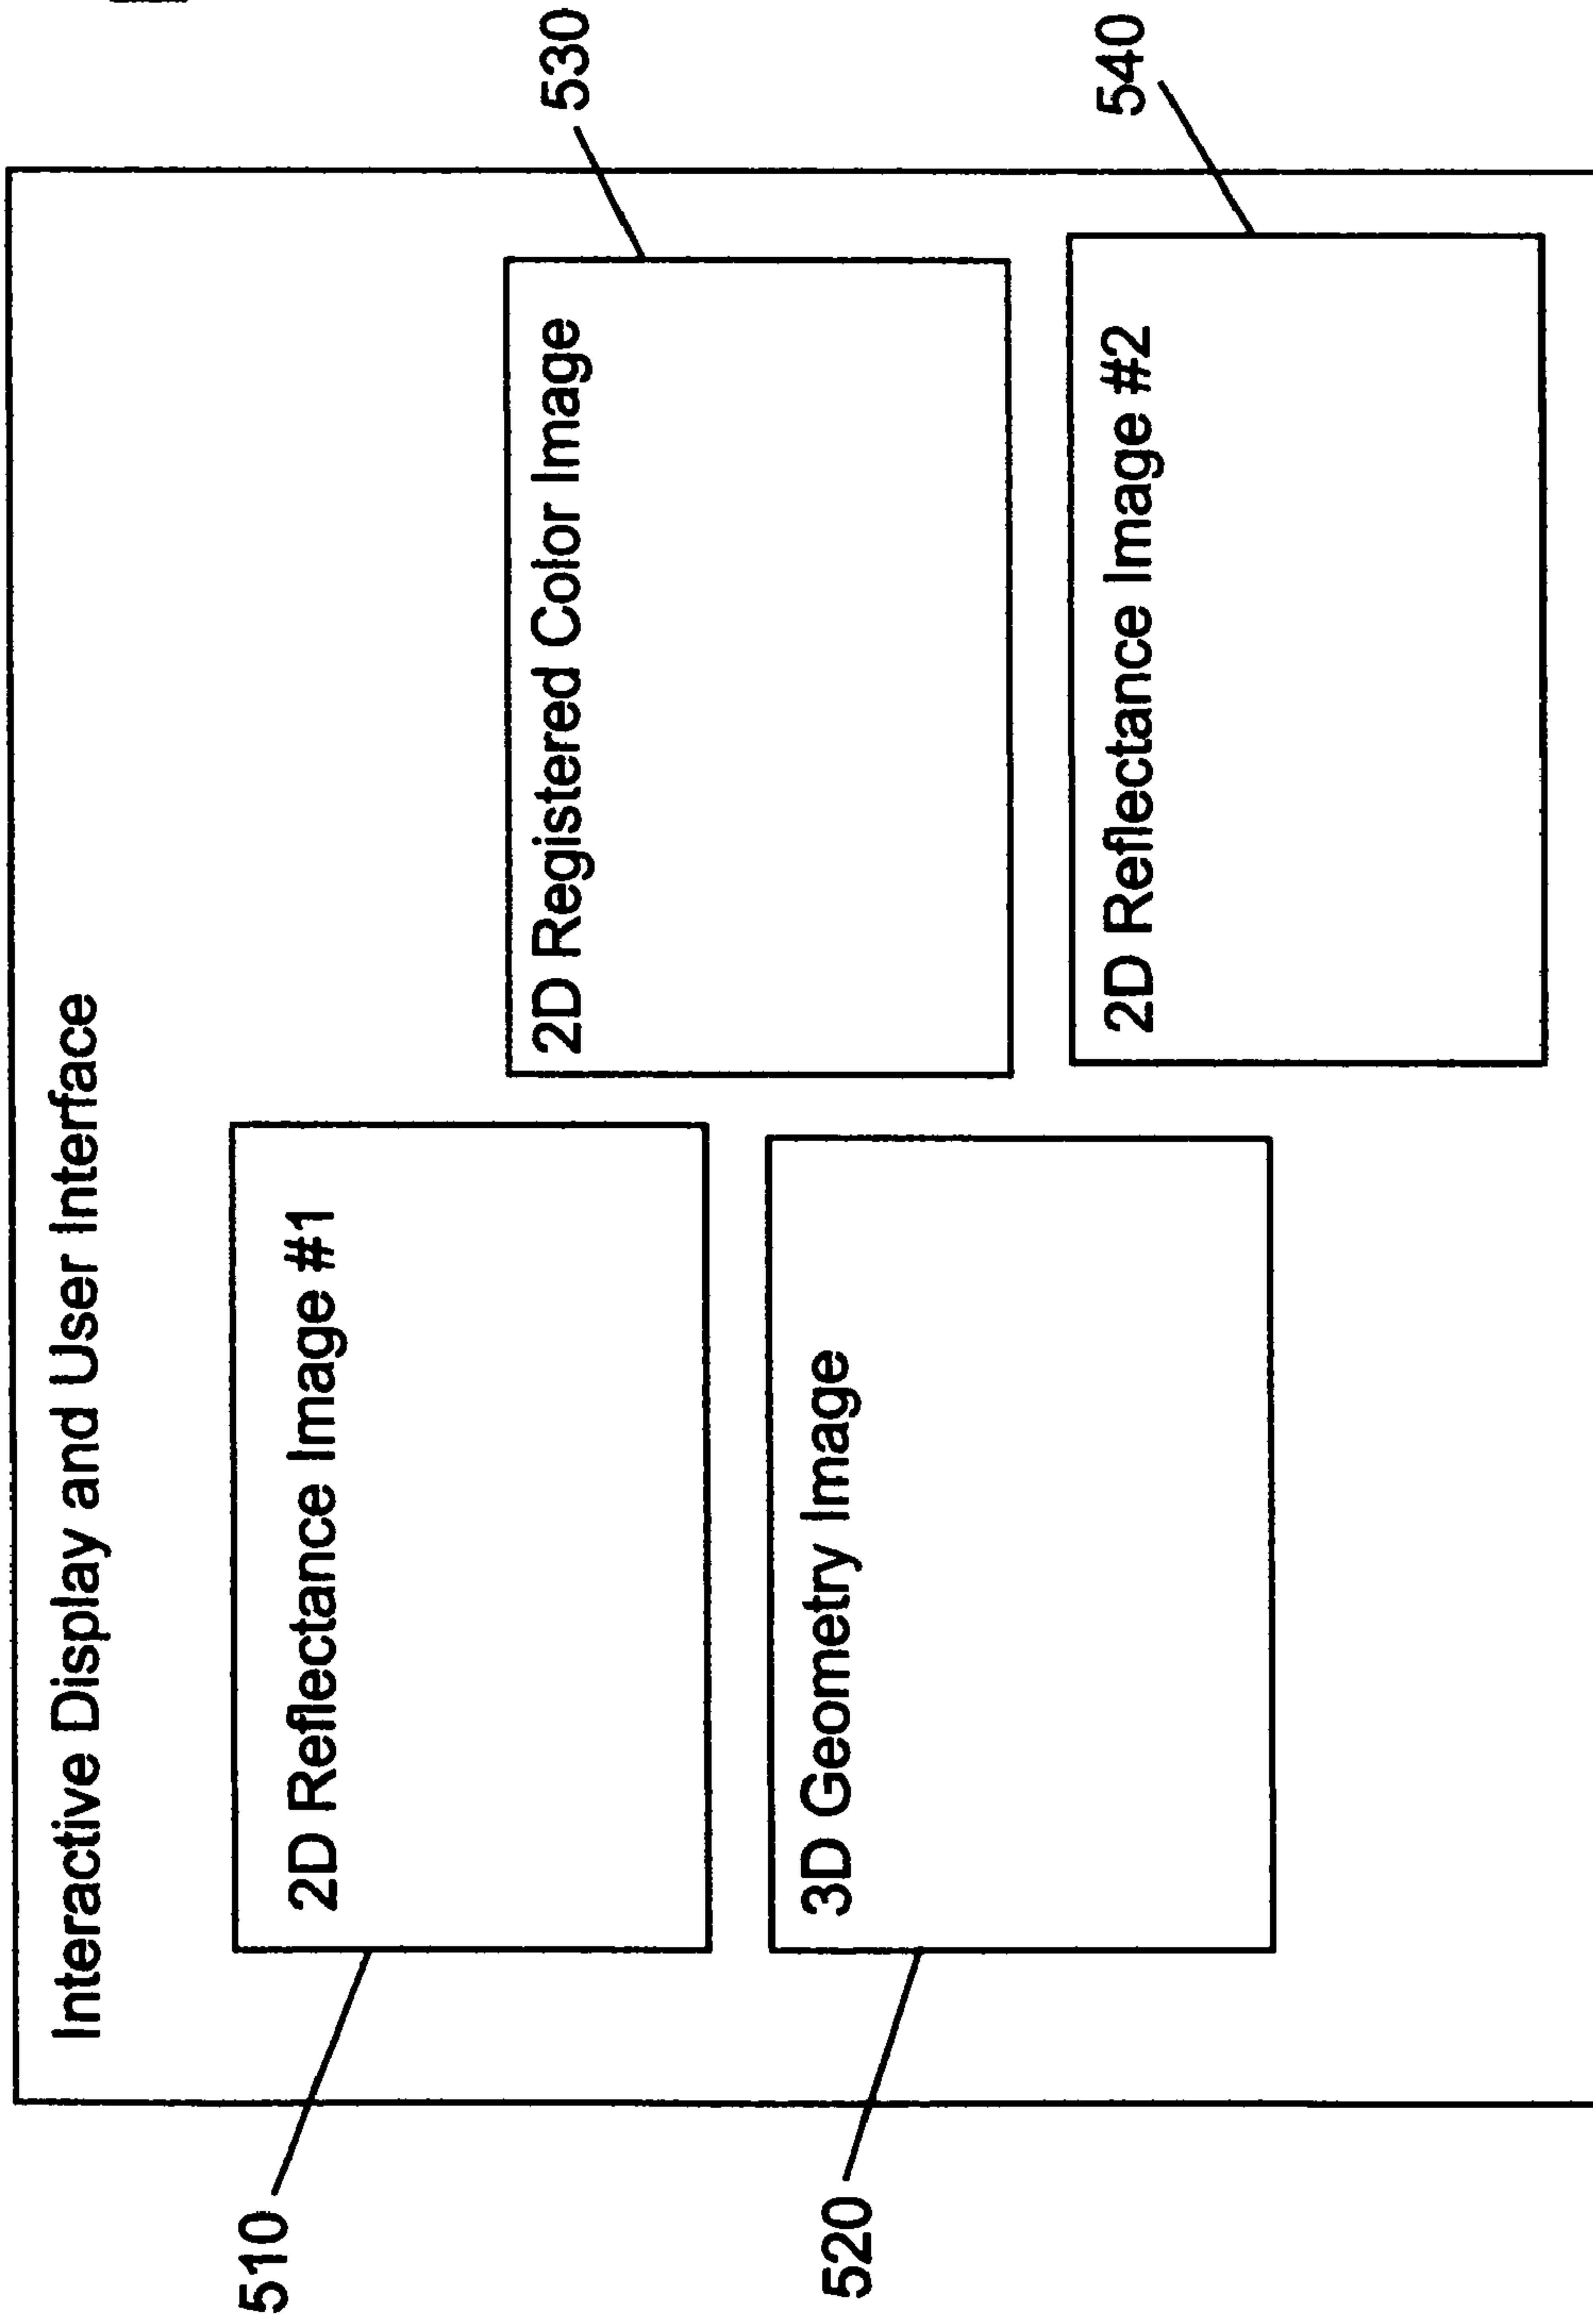 Interactive Display and User Interface
510
2D Reflectance Image #1
520
3D Geometry Image
2D Registered Color Image
530
2D Reflectance Image #2
540